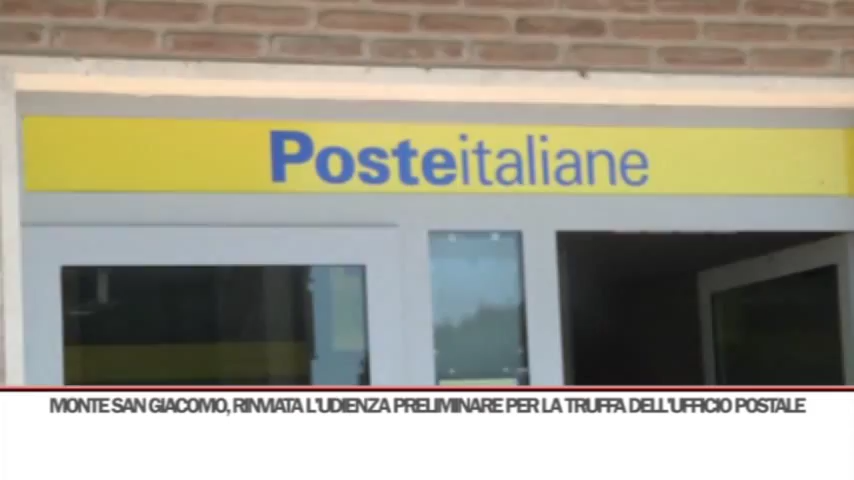 Posteitaliane
MONTE SAN GIACOMO, RINVIATA L'UDIENZA PRELIMINARE PER LA TRUFFA DELL'UFFICIO POSTALE